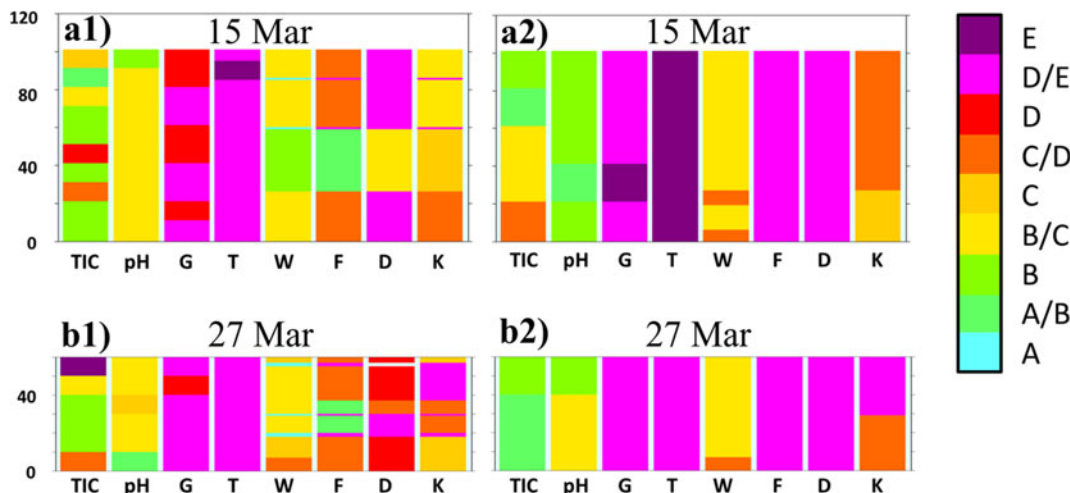 a1) 15 Mar
120
80
40
0
TIC pH G T W F D K
a2) 15 Mar
TIC pH G T W F D K
b1) 27 Mar
40
0
TIC pH G T W F D K
b2) 27 Mar
TIC pH G T W F D K
E
D/E
D
C/D
C
B/C
B
A/B
A